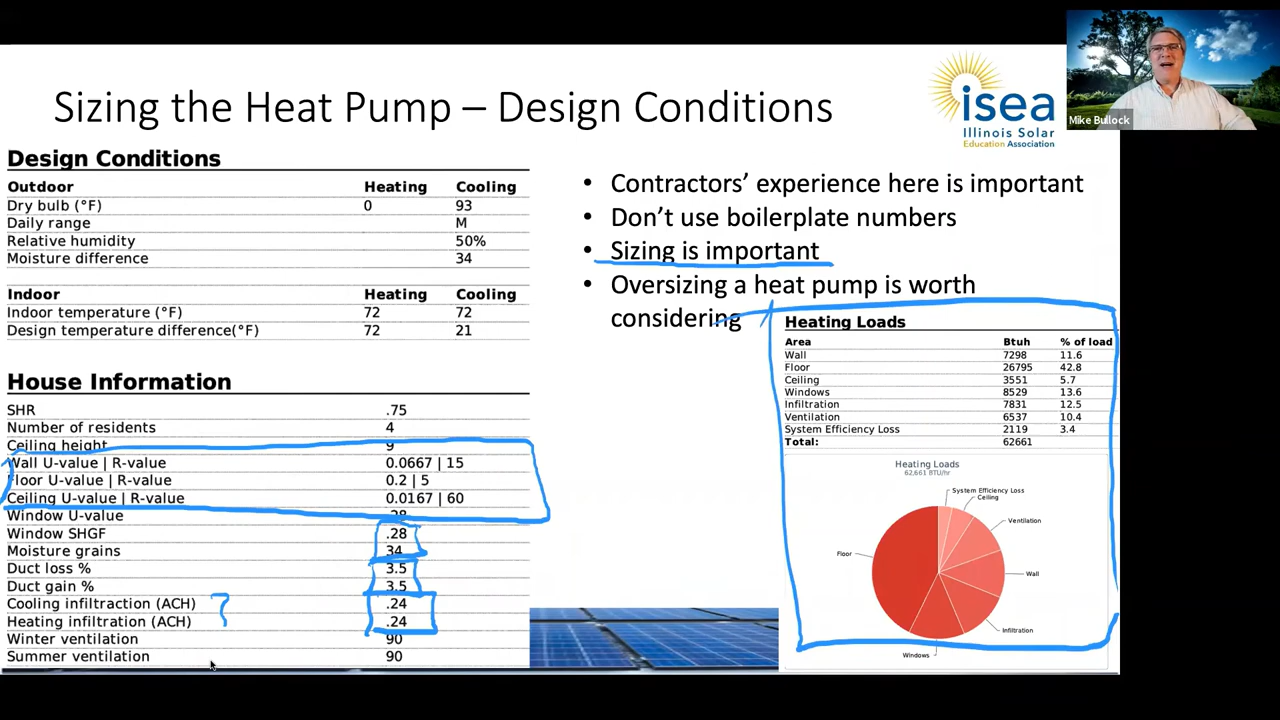 Sizing the Heat Pump – Design Conditions
isea
Illinois Solar
Education Association
Mike Bullock
Design Conditions
Outdoor Heating Cooling
Dry bulb (°F) 0 93
Daily range M
Relative humidity 50%
Moisture difference 34
Indoor Heating Cooling
Indoor temperature (°F) 72 72
Design temperature difference(°F) 72 21
House Information
SHR .75
Number of residents 4
Ceiling height 9
Wall U-value | R-value 0.0667 | 15
Floor U-value | R-value 0.2 | 5
Ceiling U-value | R-value 0.0167 | 60
Window U-value .28
Window SHGF .28
Moisture grains 34
Duct loss % 3.5
Duct gain % 3.5
Cooling infiltraction (ACH) .24
Heating infiltration (ACH) .24
Winter ventilation 90
Summer ventilation 90
• Contractors’ experience here is important
• Don’t use boilerplate numbers
• Sizing is important
• Oversizing a heat pump is worth
considering
Heating Loads
Area Btuh % of load
Wall 7298 11.6
Floor 26795 42.8
Ceiling 3551 5.7
Windows 8529 13.6
Infiltration 7831 12.5
Ventilation 6537 10.4
System Efficiency Loss 2119 3.4
Total: 62661
Heating Loads
62,661 BTU/hr
System Efficiency Loss
Ceiling
Ventilation
Floor
Wall
Infiltration
Windows